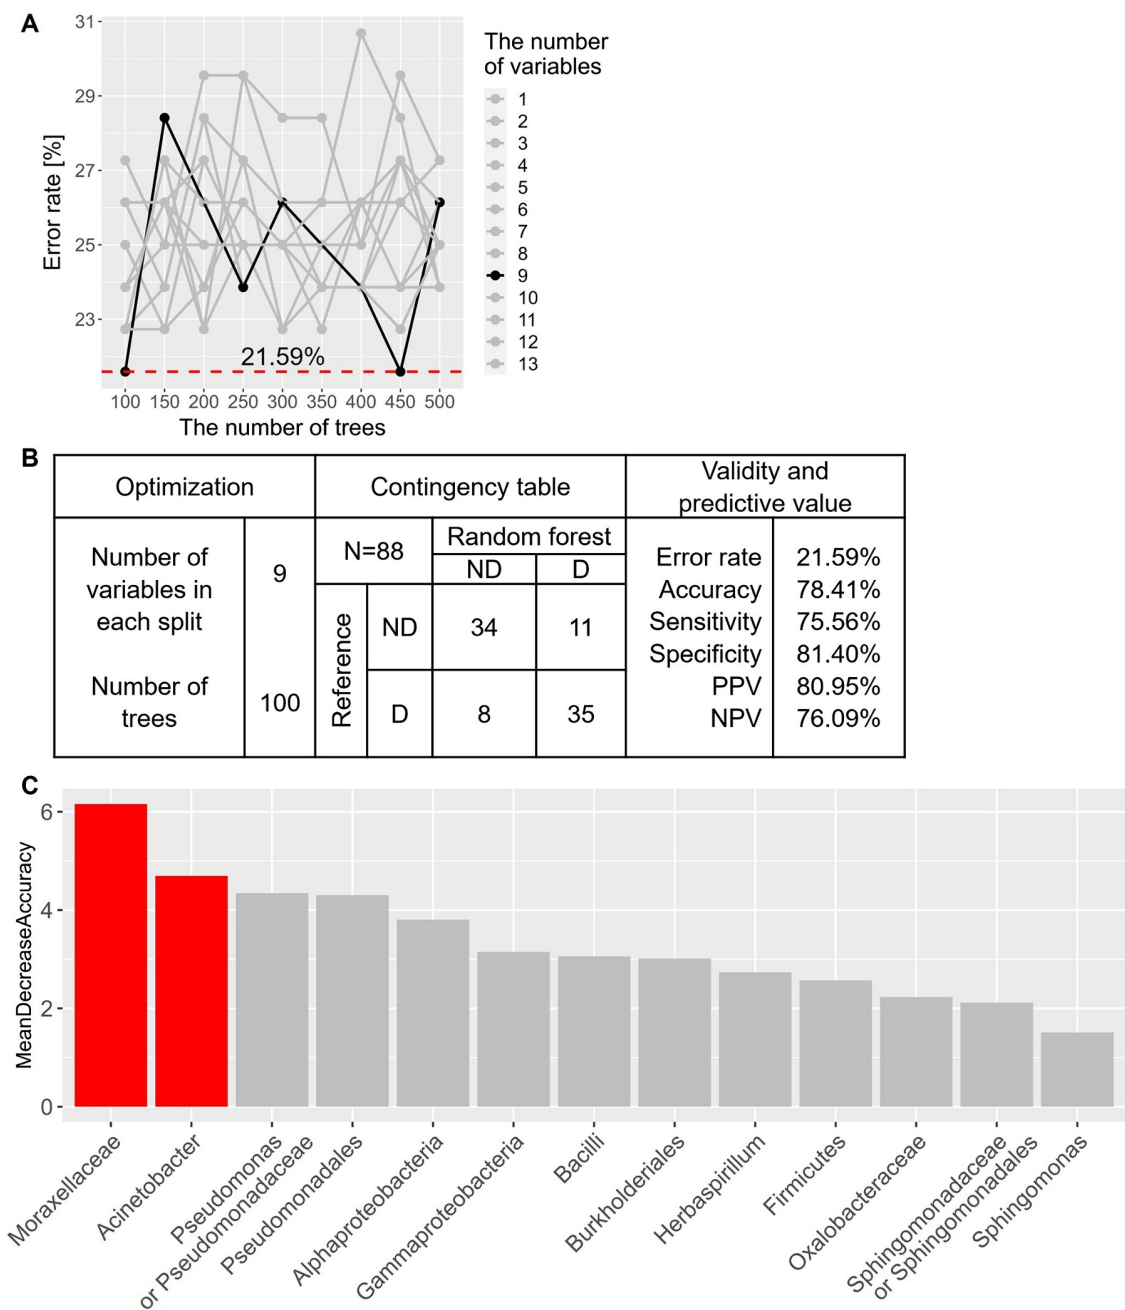 A
31
29
27
25
23
Error rate [%]
21.59%
100 150 200 250 300 350 400 450 500
The number of trees
The number
of variables
1
2
3
4
5
6
7
8
9
10
11
12
13
B
Optimization
Contingency table
Validity and
predictive value
Number of
variables in
each split
9
Number of
trees
100
N=88
Random forest
ND D
Reference
ND 34 11
D 8 35
Error rate 21.59%
Accuracy 78.41%
Sensitivity 75.56%
Specificity 81.40%
PPV 80.95%
NPV 76.09%
C
6
4
2
0
MeanDecreaseAccuracy
Moraxellaceae
Acinetobacter
Pseudomonas
or Pseudomonadaceae
Pseudomonadales
Alphaproteobacteria
Gammaproteobacteria
Bacilli
Burkholderiales
Herbaspirillum
Firmicutes
Oxalobacteraceae
Sphingomonadaceae
or Sphingomonadales
Sphingomonas